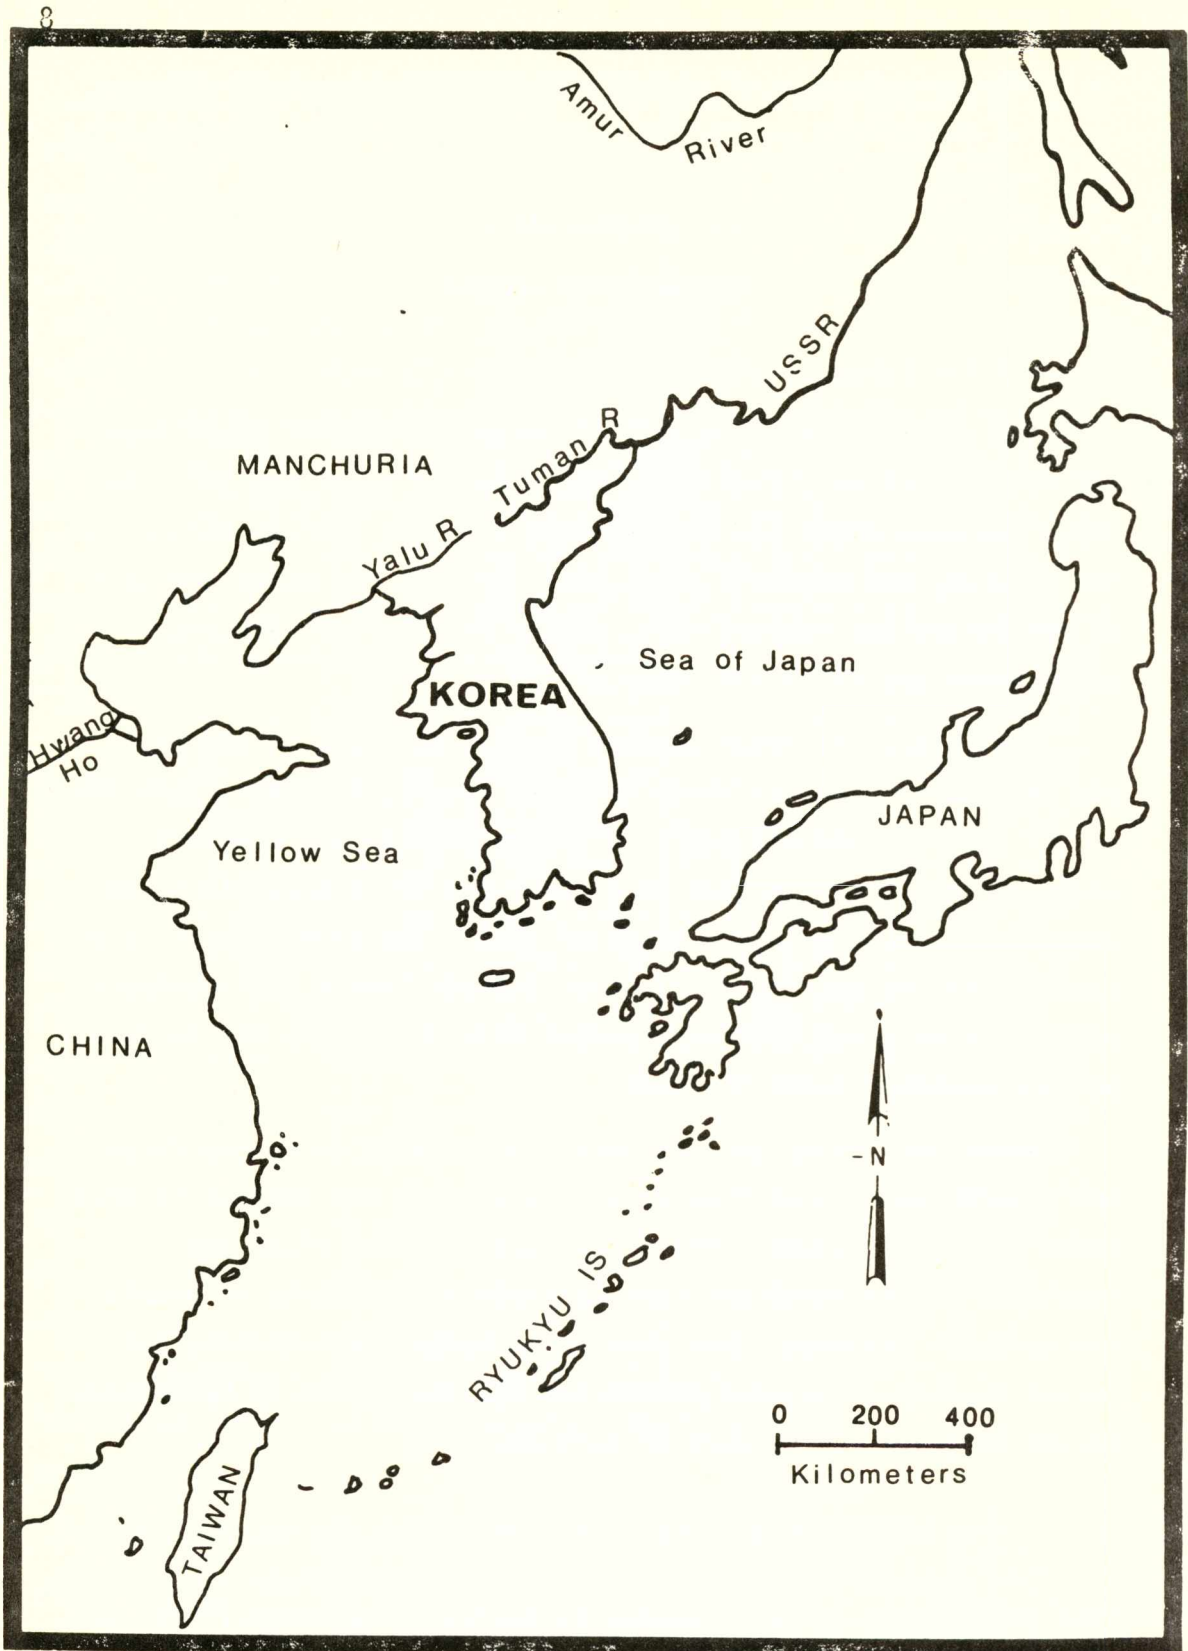 8
Amur
River
USSR
Tuman R
MANCHURIA
Yalu R
Sea of Japan
KOREA
Hwang
Ho
JAPAN
Yellow Sea
CHINA
-N
RYUKYU IS
0 200 400
Kilometers
TAIWAN